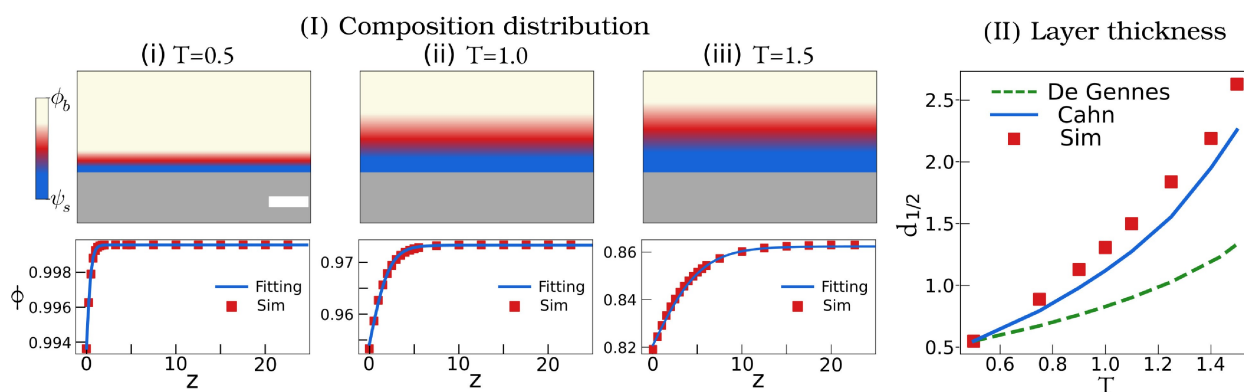 (I) Composition distribution
(i) T=0.5
(ii) T=1.0
(iii) T=1.5
ϕb
ψs
ϕ
0.998
0.996
0.994
Fitting
Sim
0
10
20
z
0.97
0.96
Fitting
Sim
0
10
20
z
0.86
0.84
0.82
Fitting
Sim
0
10
20
z
(II) Layer thickness
De Gennes
Cahn
Sim
d1/2
2.5
2.0
1.5
1.0
0.5
0.6
0.8
1.0
1.2
1.4
T